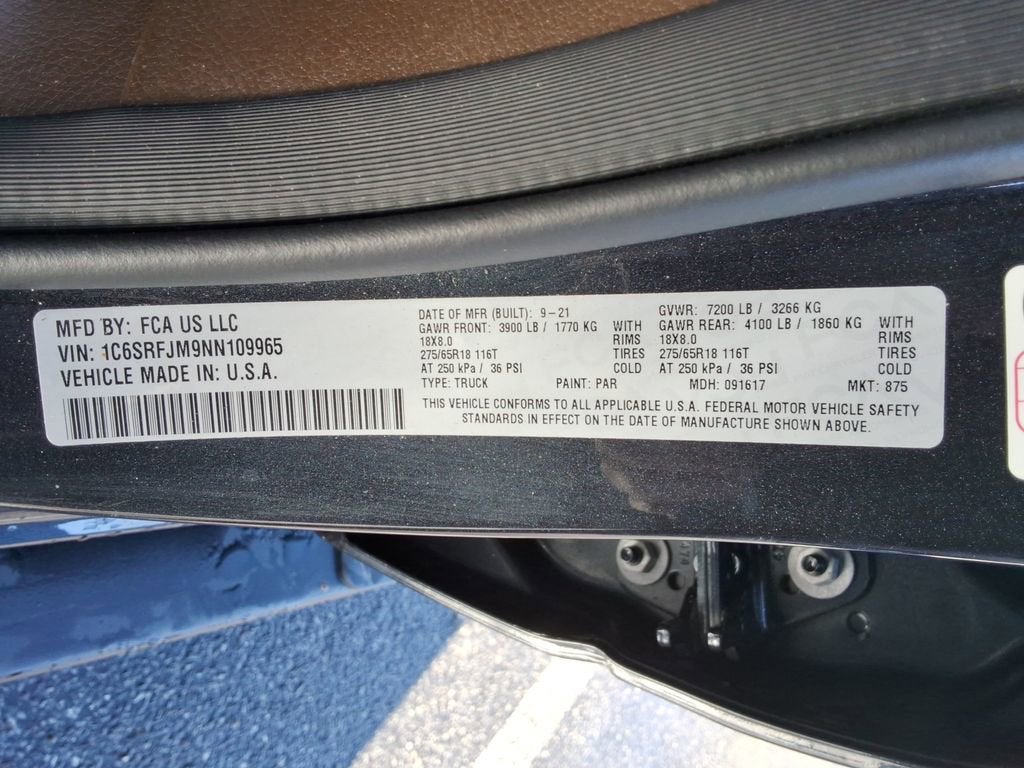 MFD BY: FCA US LLC
VIN: 1C6SRFJM9NN109965
VEHICLE MADE IN: U.S.A.
DATE OF MFR (BUILT): 9-21
GAWR FRONT: 3900 LB / 1770 KG WITH
18X8.0 RIMS
275/65R18 116T TIRES
AT 250 kPa / 36 PSI COLD
GVWR: 7200 LB / 3266 KG
GAWR REAR: 4100 LB / 1860 KG WITH
18X8.0 RIMS
275/65R18 116T TIRES
AT 250 kPa / 36 PSI COLD
TYPE: TRUCK PAINT: PAR MDH: 091617 MKT: 875
THIS VEHICLE CONFORMS TO ALL APPLICABLE U.S.A. FEDERAL MOTOR VEHICLE SAFETY
STANDARDS IN EFFECT ON THE DATE OF MANUFACTURE SHOWN ABOVE.